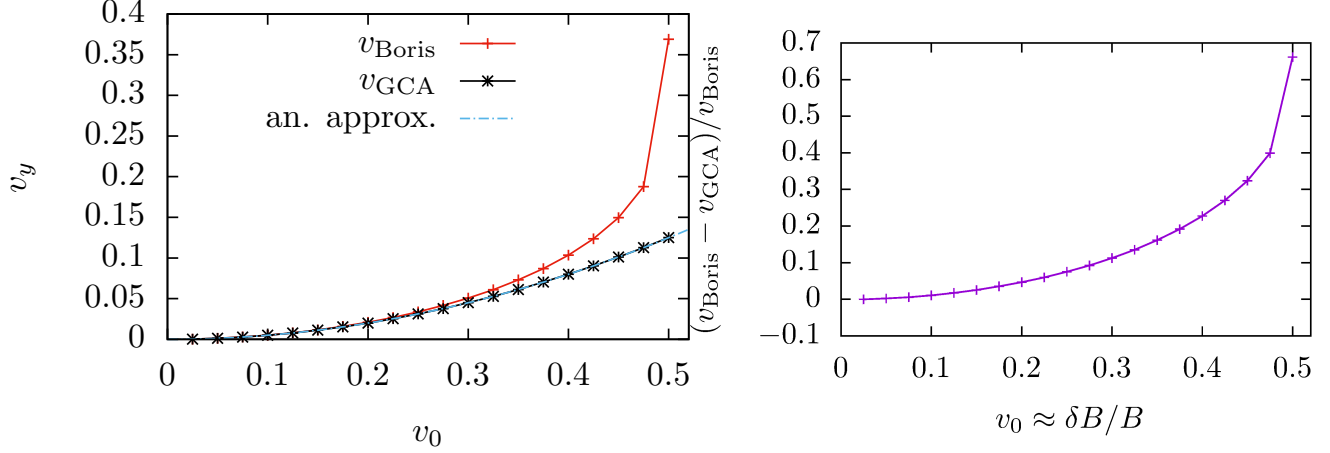 0.4
0.35
0.3
0.25
0.2
0.15
0.1
0.05
0
v_y
v_Boris
v_GCA
an. approx.
0 0.1 0.2 0.3 0.4 0.5
v_0
(v_Boris − v_GCA)/v_Boris
0.7
0.6
0.5
0.4
0.3
0.2
0.1
0
−0.1
0 0.1 0.2 0.3 0.4 0.5
v_0 ≈ δB/B